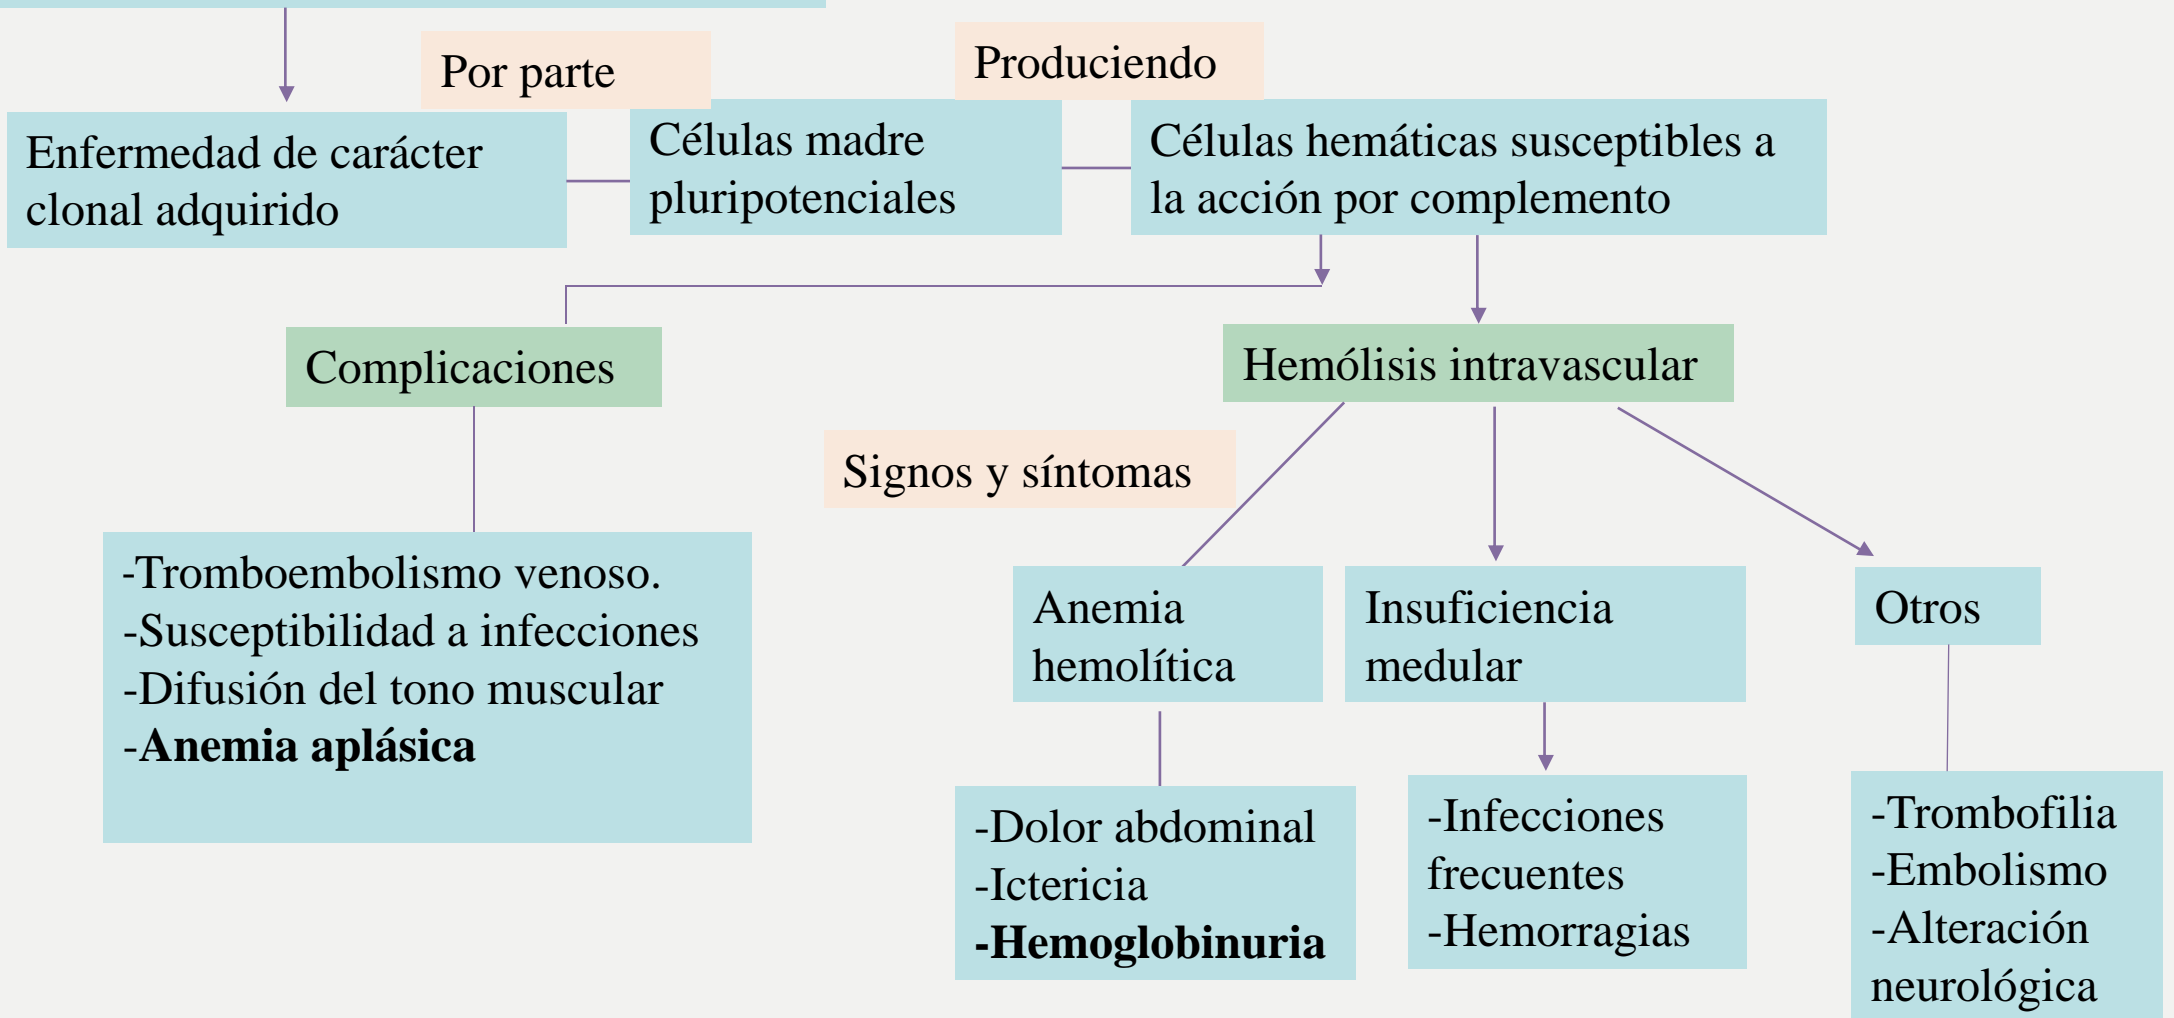 Por parte
Produciendo
Enfermedad de carácter
clonal adquirido
Células madre
pluripotenciales
Células hemáticas susceptibles a
la acción por complemento
Complicaciones
Hemólisis intravascular
Signos y síntomas
-Tromboembolismo venoso.
-Susceptibilidad a infecciones
-Difusión del tono muscular
-Anemia aplásica
Anemia
hemolítica
Insuficiencia
medular
Otros
-Dolor abdominal
-Ictericia
-Hemoglobinuria
-Infecciones
frecuentes
-Hemorragias
-Trombofilia
-Embolismo
-Alteración
neurológica